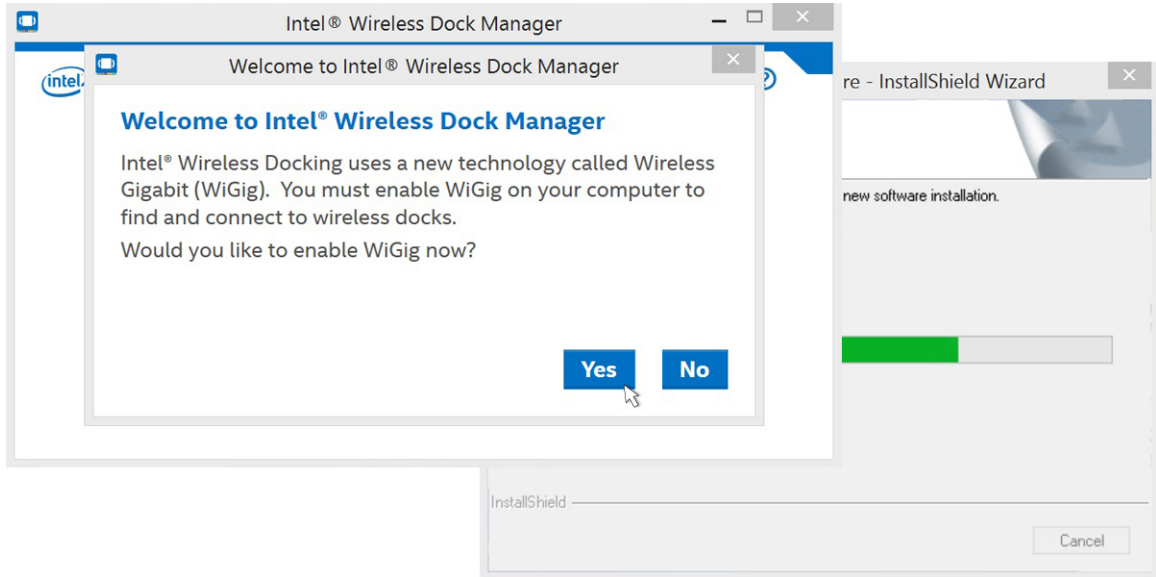 Intel® Wireless Dock Manager
Welcome to Intel® Wireless Dock Manager
intel
?
re - InstallShield Wizard
Welcome to Intel® Wireless Dock Manager
Intel® Wireless Docking uses a new technology called Wireless
Gigabit (WiGig). You must enable WiGig on your computer to
find and connect to wireless docks.
Would you like to enable WiGig now?
new software installation.
Yes No
InstallShield
Cancel